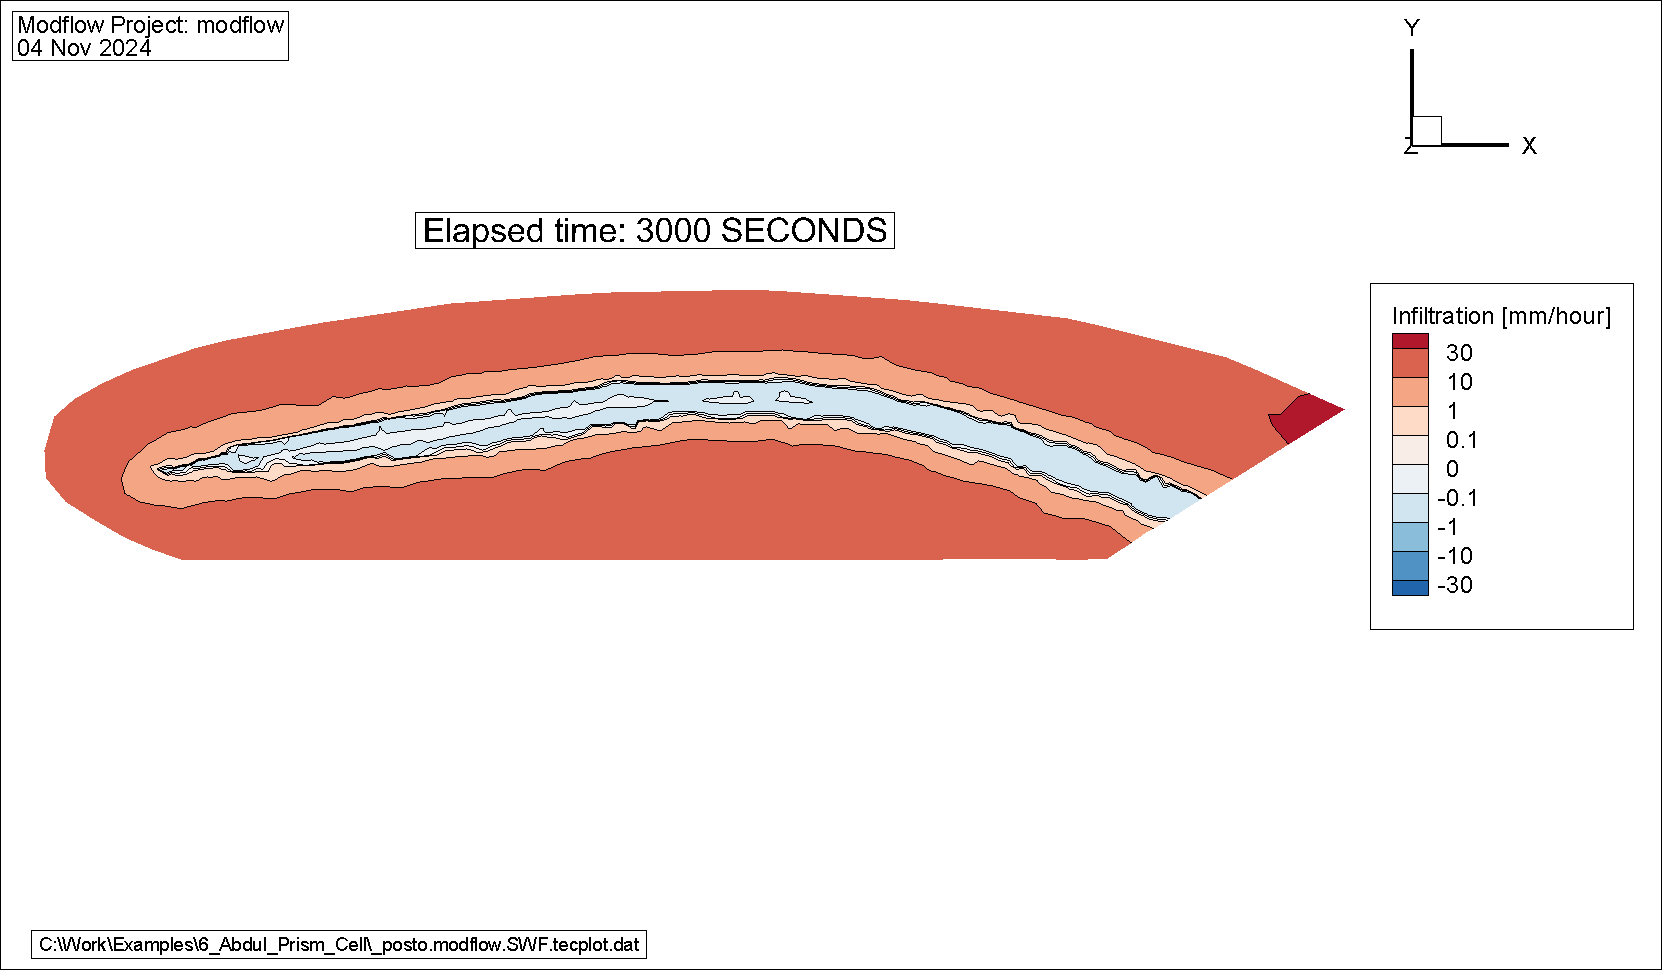 Modflow Project: modflow
04 Nov 2024
Y
Z
X
Elapsed time: 3000 SECONDS
Infiltration [mm/hour]
30
10
1
0.1
0
-0.1
-1
-10
-30
C:\Work\Examples\6_Abdul_Prism_Cell\_posto.modflow.SWF.tecplot.dat